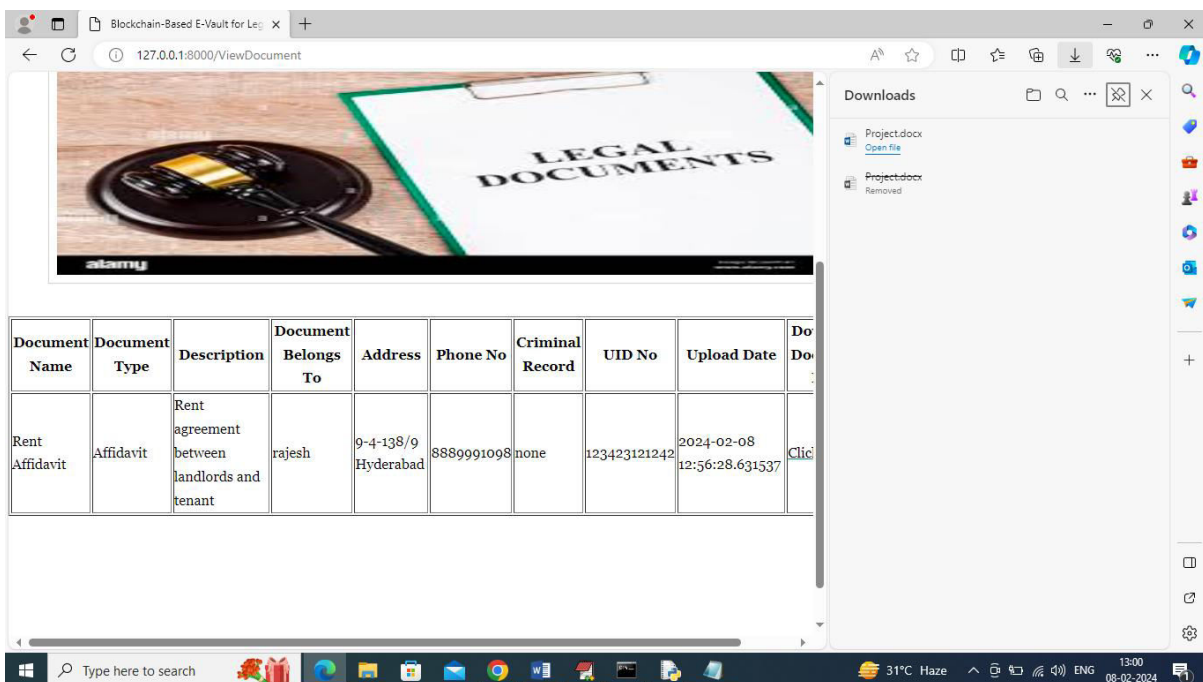 Blockchain-Based E-Vault for Leg
127.0.0.1:8000/ViewDocument
LEGAL
DOCUMENTS
alamy
Downloads
Project.docx
Open file
Project.docx
Removed
Document Name Document Type Description Document Belongs To Address Phone No Criminal Record UID No Upload Date
Rent Affidavit Affidavit Rent agreement between landlords and tenant rajesh 9-4-138/9 Hyderabad 8889991098 none 123423121242 2024-02-08 12:56:28.631537 Clic
Type here to search
31°C Haze
ENG
13:00
08-02-2024